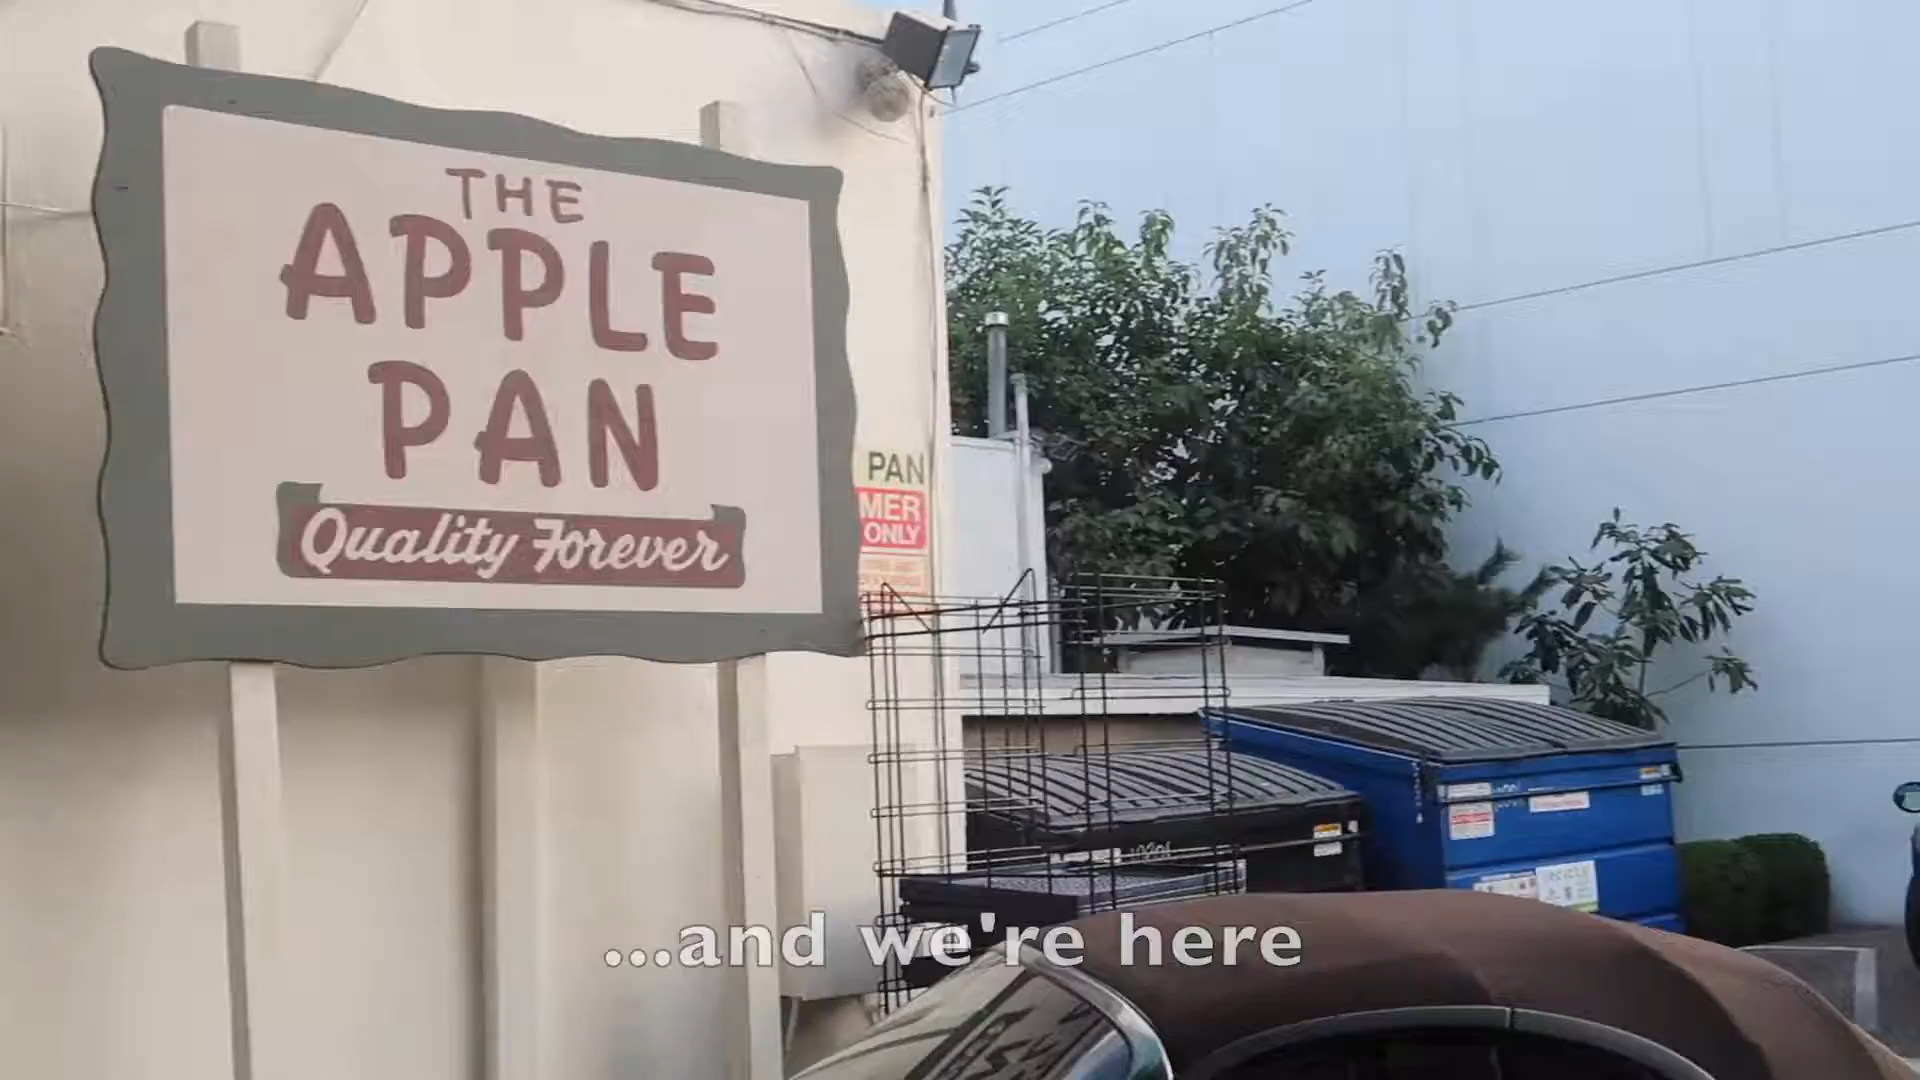 THE
APPLE
PAN
Quality Forever
PAN
MER
ONLY
...and we're here